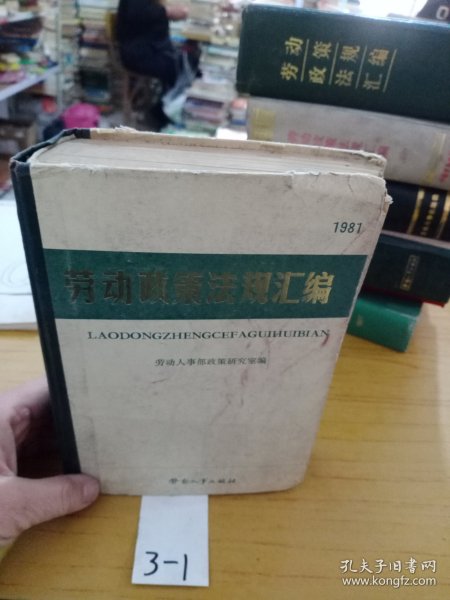 劳动
政策
法规
汇编
1981
劳动政策法规汇编
LAODONGZHENGCEFAGUIHUIBIAN
劳动人事部政策研究室编
劳动人事出版社
3-1
孔夫子旧书网
www.kongfz.com